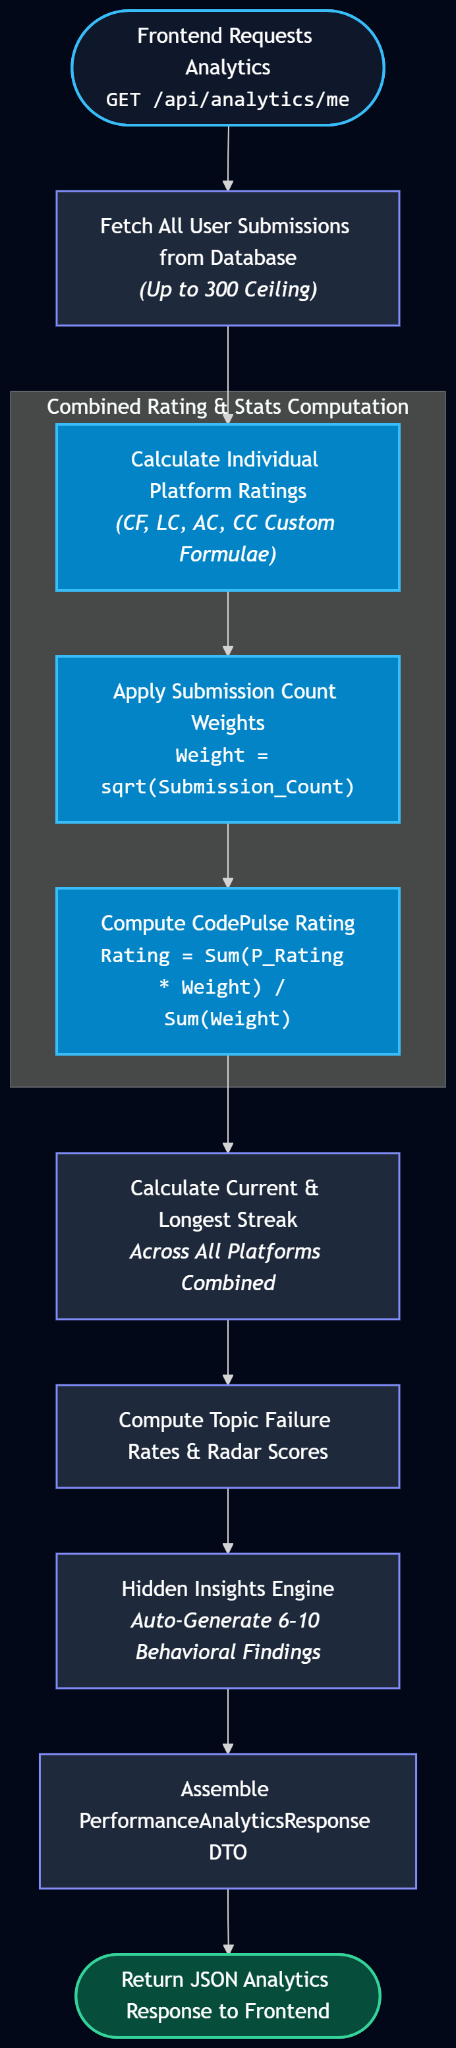 Frontend Requests
Analytics
GET /api/analytics/me
Fetch All User Submissions
from Database
(Up to 300 Ceiling)
Combined Rating & Stats Computation
Calculate Individual
Platform Ratings
(CF, LC, AC, CC Custom
Formulae)
Apply Submission Count
Weights
Weight =
sqrt(Submission_Count)
Compute CodePulse Rating
Rating = Sum(P_Rating
* Weight) /
Sum(Weight)
Calculate Current &
Longest Streak
Across All Platforms
Combined
Compute Topic Failure
Rates & Radar Scores
Hidden Insights Engine
Auto-Generate 6–10
Behavioral Findings
Assemble
PerformanceAnalyticsResponse
DTO
Return JSON Analytics
Response to Frontend